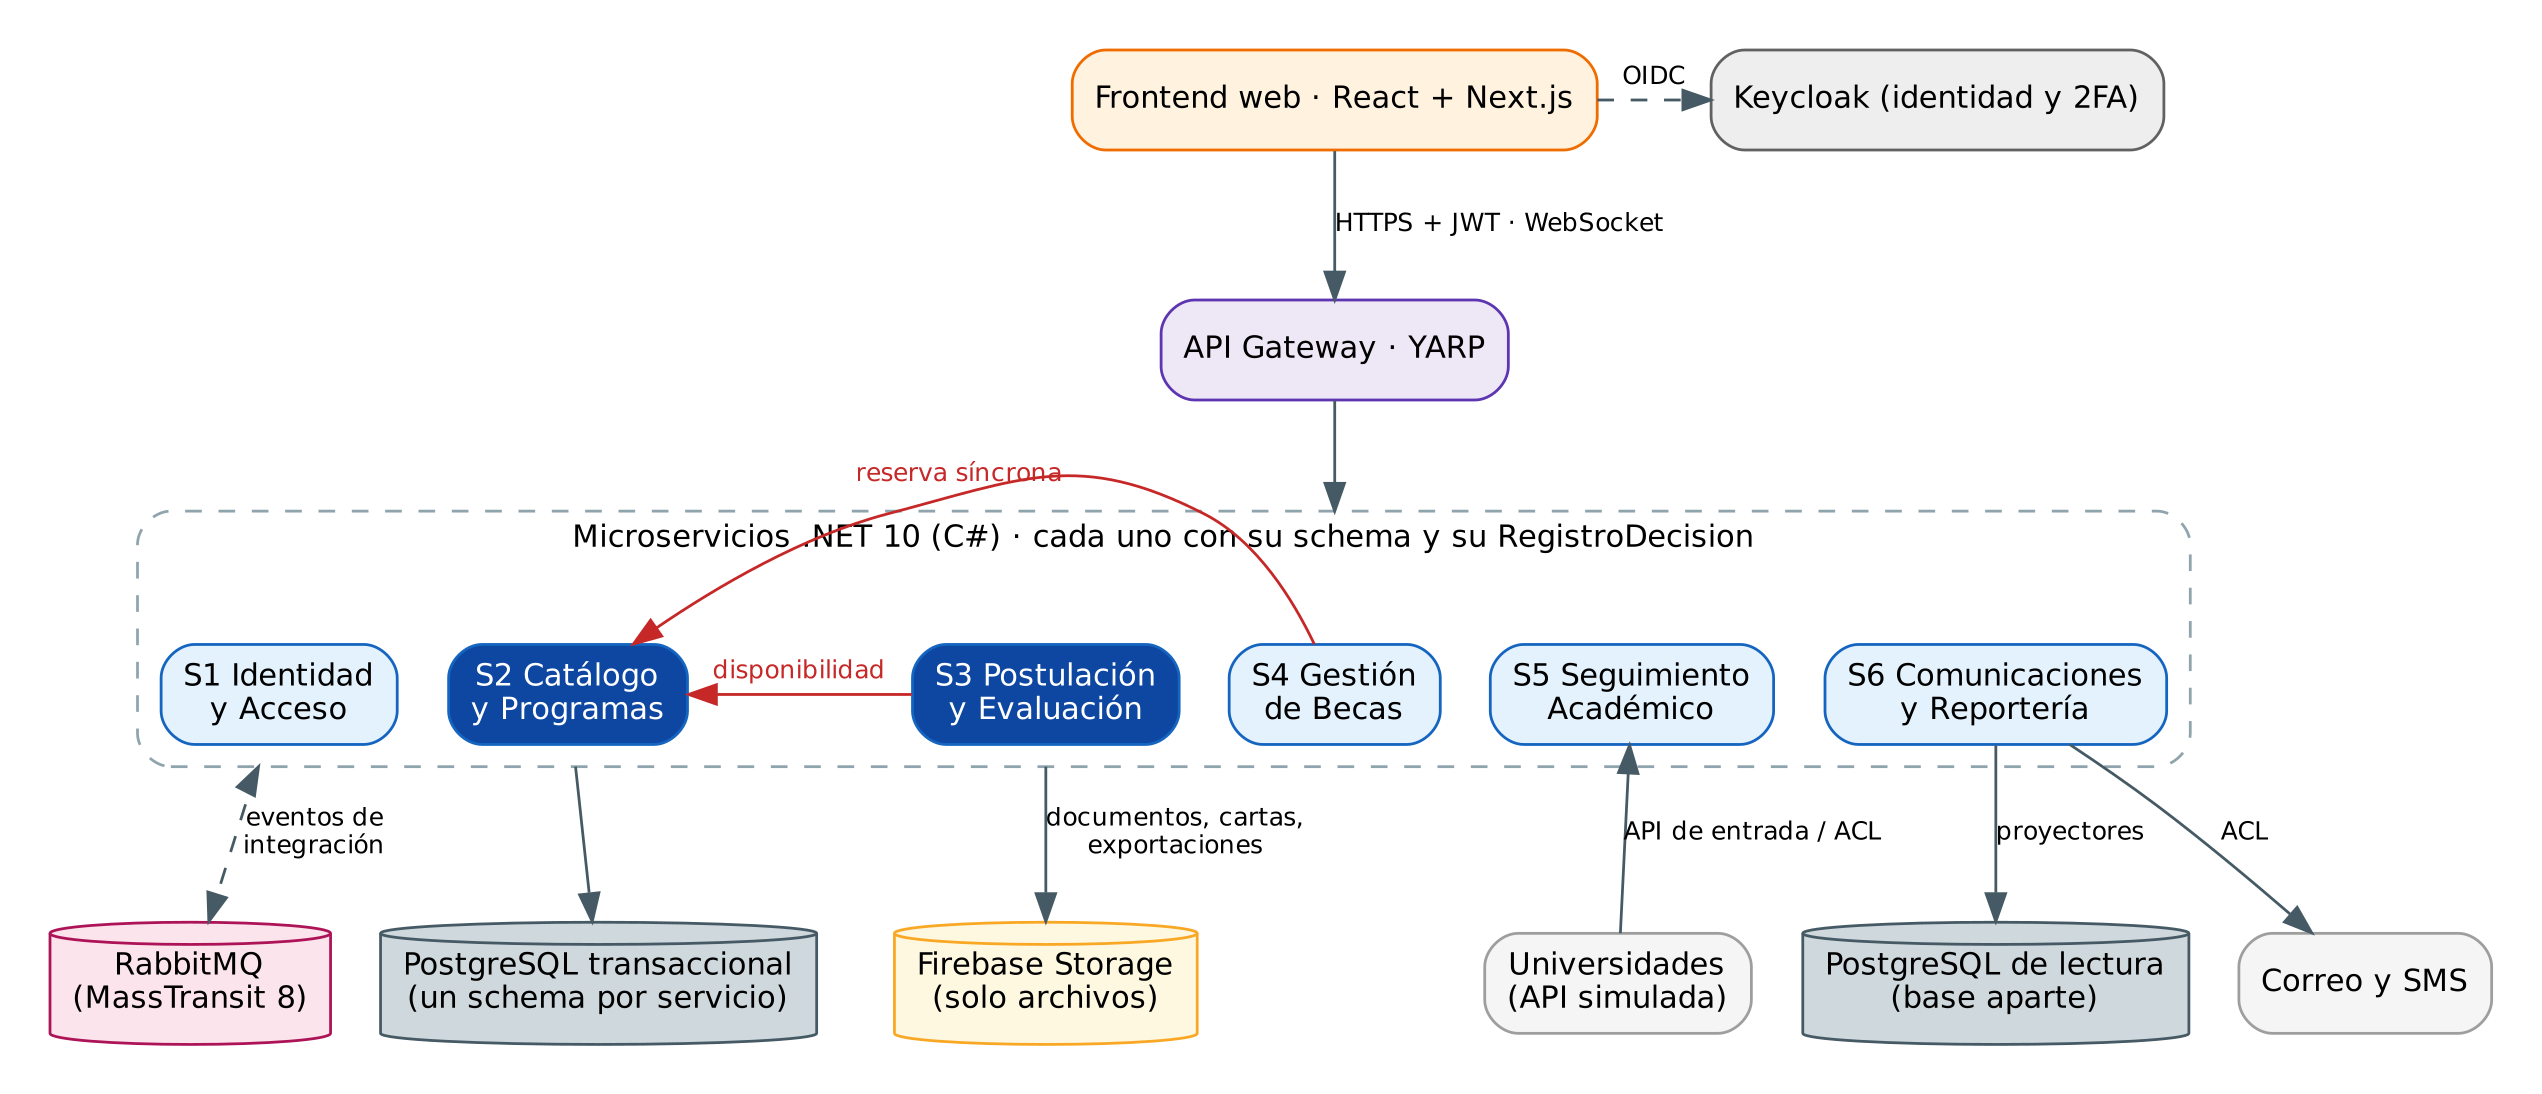 Frontend web · React + Next.js
OIDC
Keycloak (identidad y 2FA)
HTTPS + JWT · WebSocket
API Gateway · YARP
reserva síncrona
Microservicios .NET 10 (C#) · cada uno con su schema y su RegistroDecision
S1 Identidad
y Acceso
S2 Catálogo
y Programas
disponibilidad
S3 Postulación
y Evaluación
S4 Gestión
de Becas
S5 Seguimiento
Académico
S6 Comunicaciones
y Reportería
eventos de
integración
documentos, cartas,
exportaciones
API de entrada / ACL
proyectores
ACL
RabbitMQ
(MassTransit 8)
PostgreSQL transaccional
(un schema por servicio)
Firebase Storage
(solo archivos)
Universidades
(API simulada)
PostgreSQL de lectura
(base aparte)
Correo y SMS